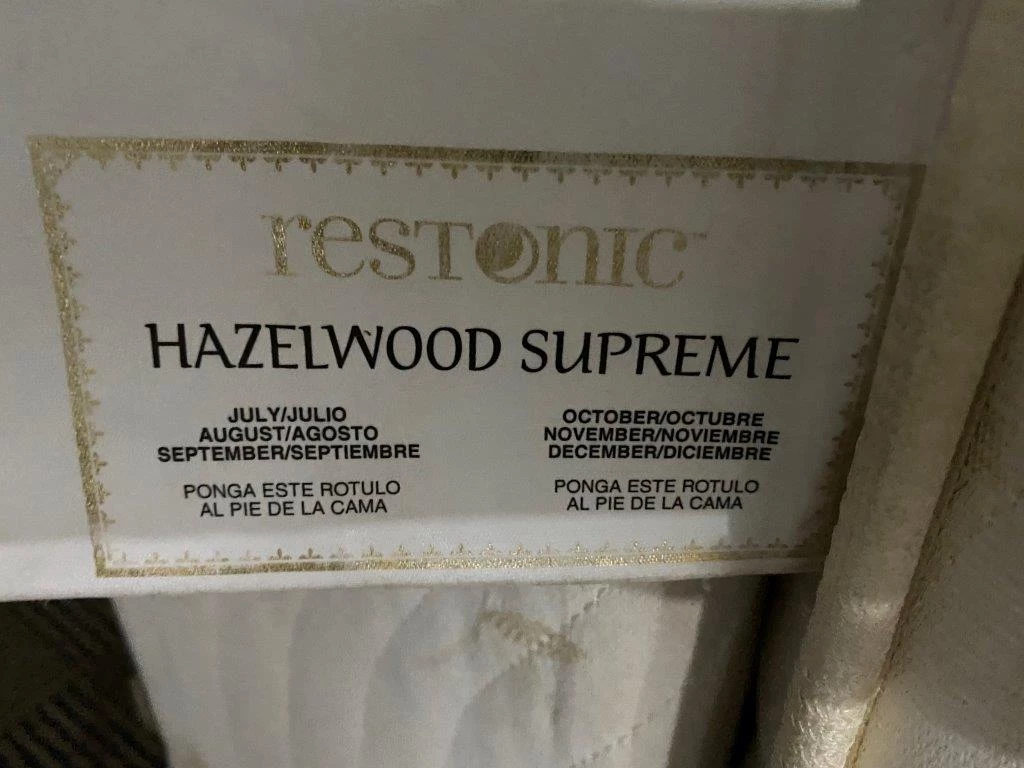 resTonic™
HAZELWOOD SUPREME
JULY/JULIO
AUGUST/AGOSTO
SEPTEMBER/SEPTIEMBRE
PONGA ESTE ROTULO
AL PIE DE LA CAMA
OCTOBER/OCTUBRE
NOVEMBER/NOVIEMBRE
DECEMBER/DICIEMBRE
PONGA ESTE ROTULO
AL PIE DE LA CAMA